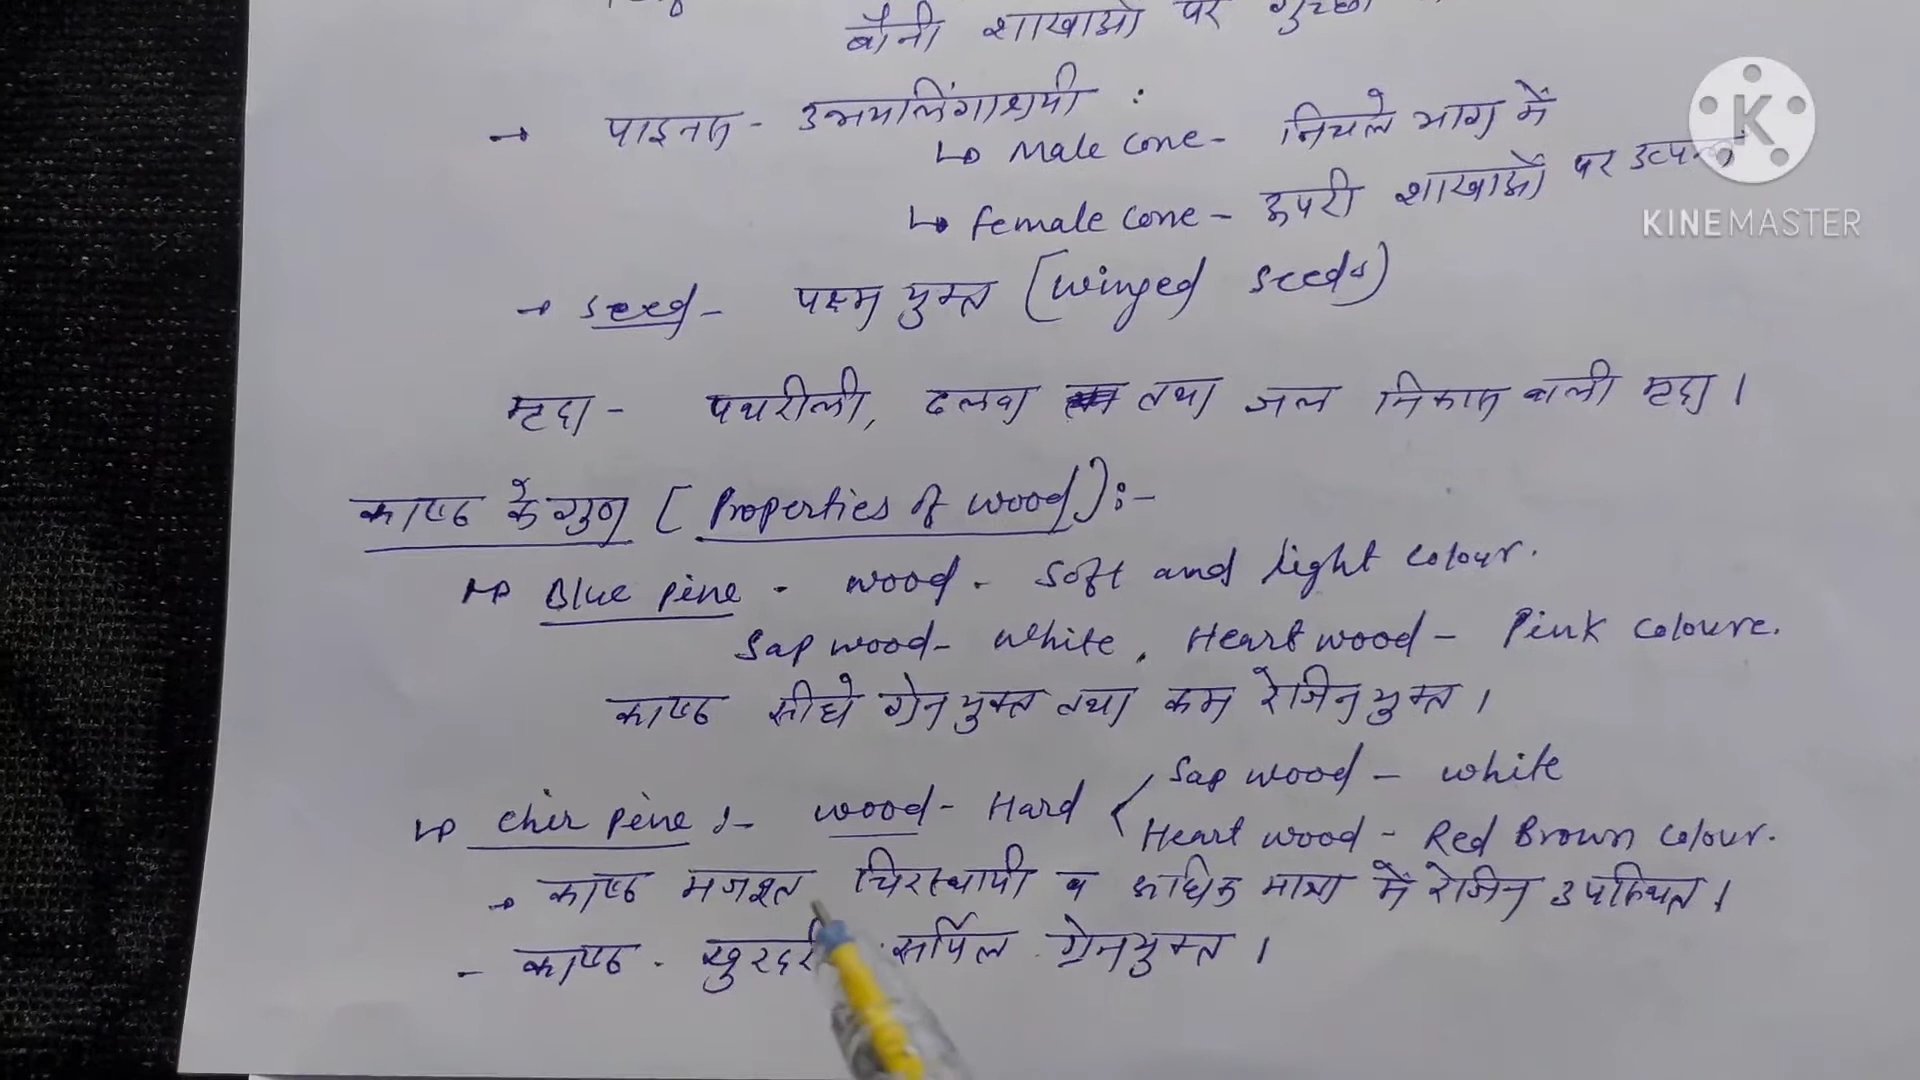 बौनी शाखाओं पर गुच्छों
→ पाइनस - उभयलिंगाश्रयी :
↳ Male cone - निचले भाग में
↳ female cone - ऊपरी शाखाओं पर उत्पन्न
K
KINEMASTER
→ seed - पक्ष्म युक्त (winged seeds)
मृदा - पथरीली, ढलवा तथा जल निकास वाली मृदा।
काष्ठ के गुण [Properties of wood):-
↳ Blue pine - wood - soft and light colour.
Sap wood - white, Heart wood - Pink coloure.
काष्ठ सीधे ग्रेन युक्त तथा कम रेजिन युक्त।
↳ chir pine :- wood - Hard < Sap wood - white
Heart wood - Red Brown colour.
→ काष्ठ मजबूत चिरस्थायी व अधिक मात्रा में रेजिन उपस्थित।
- काष्ठ - खुरदरी सर्पिल ग्रेनयुक्त।